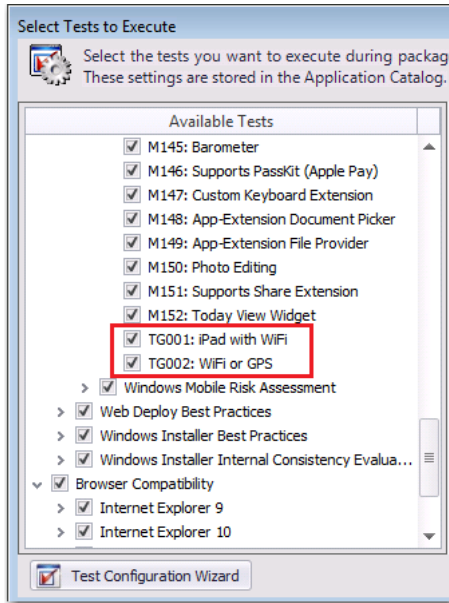 Select Tests to Execute
Select the tests you want to execute during packag
These settings are stored in the Application Catalog.
Available Tests
M145: Barometer
M146: Supports PassKit (Apple Pay)
M147: Custom Keyboard Extension
M148: App-Extension Document Picker
M149: App-Extension File Provider
M150: Photo Editing
M151: Supports Share Extension
M152: Today View Widget
TG001: iPad with WiFi
TG002: WiFi or GPS
Windows Mobile Risk Assessment
Web Deploy Best Practices
Windows Installer Best Practices
Windows Installer Internal Consistency Evalua...
Browser Compatibility
Internet Explorer 9
Internet Explorer 10
Test Configuration Wizard